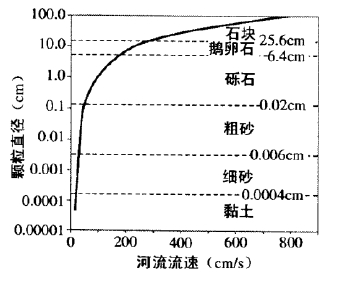 100.0
石块
10.0
25.6cm
鹅卵石
6.4cm
1.0
砾石
0.1
0.02cm
粗砂
0.01
0.006cm
0.001
细砂
0.0004cm
0.0001
黏土
0.00001
0
200
400
600
800
颗粒直径（cm）
河流流速（cm/s）